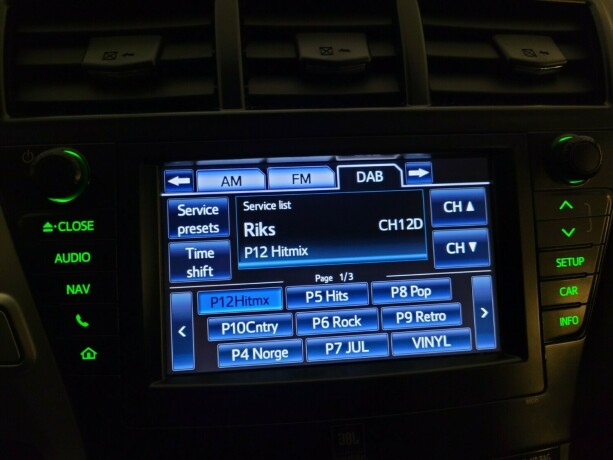 AM FM DAB
Service presets
Service list
Riks CH12D
P12 Hitmix
CH ▲
Time shift
CH ▼
Page 1/3
P12Hitmx P5 Hits P8 Pop
P10Cntry P6 Rock P9 Retro
P4 Norge P7 JUL VINYL
CLOSE
AUDIO
NAV
SETUP
CAR
INFO
JBL